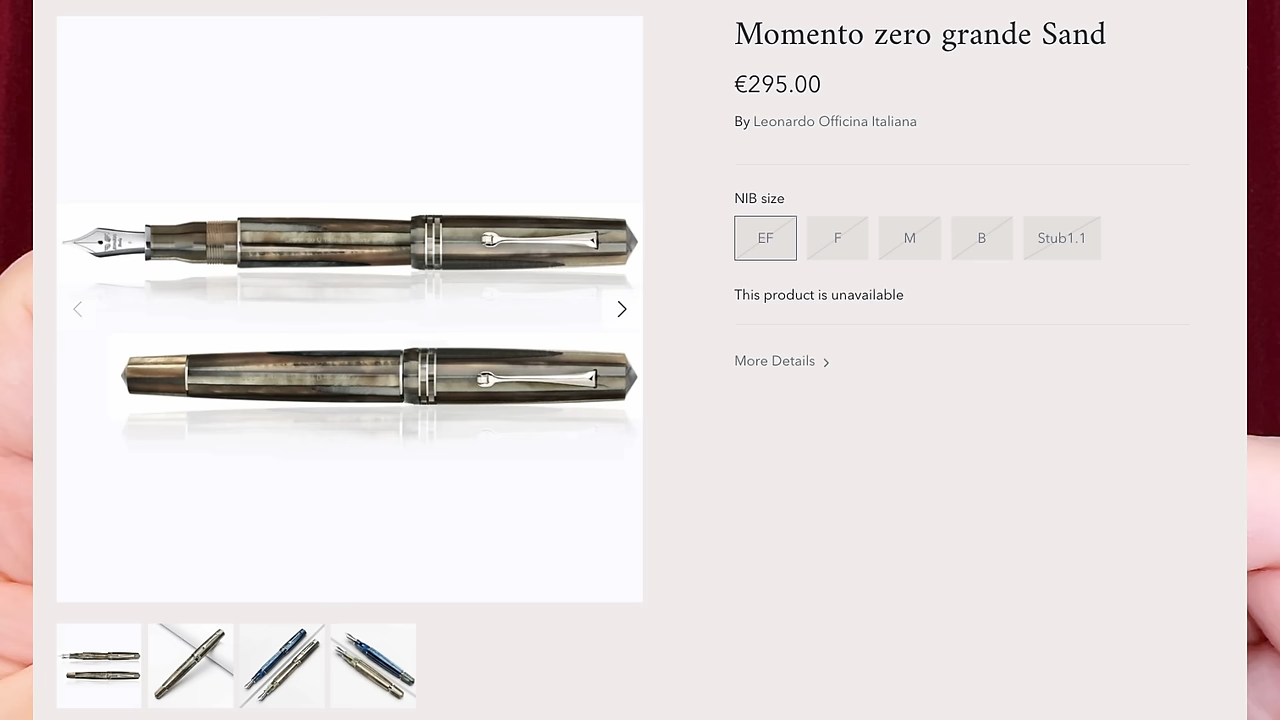 Momento zero grande Sand
€295.00
By Leonardo Officina Italiana
NIB size
EF F M B Stub1.1
This product is unavailable
More Details